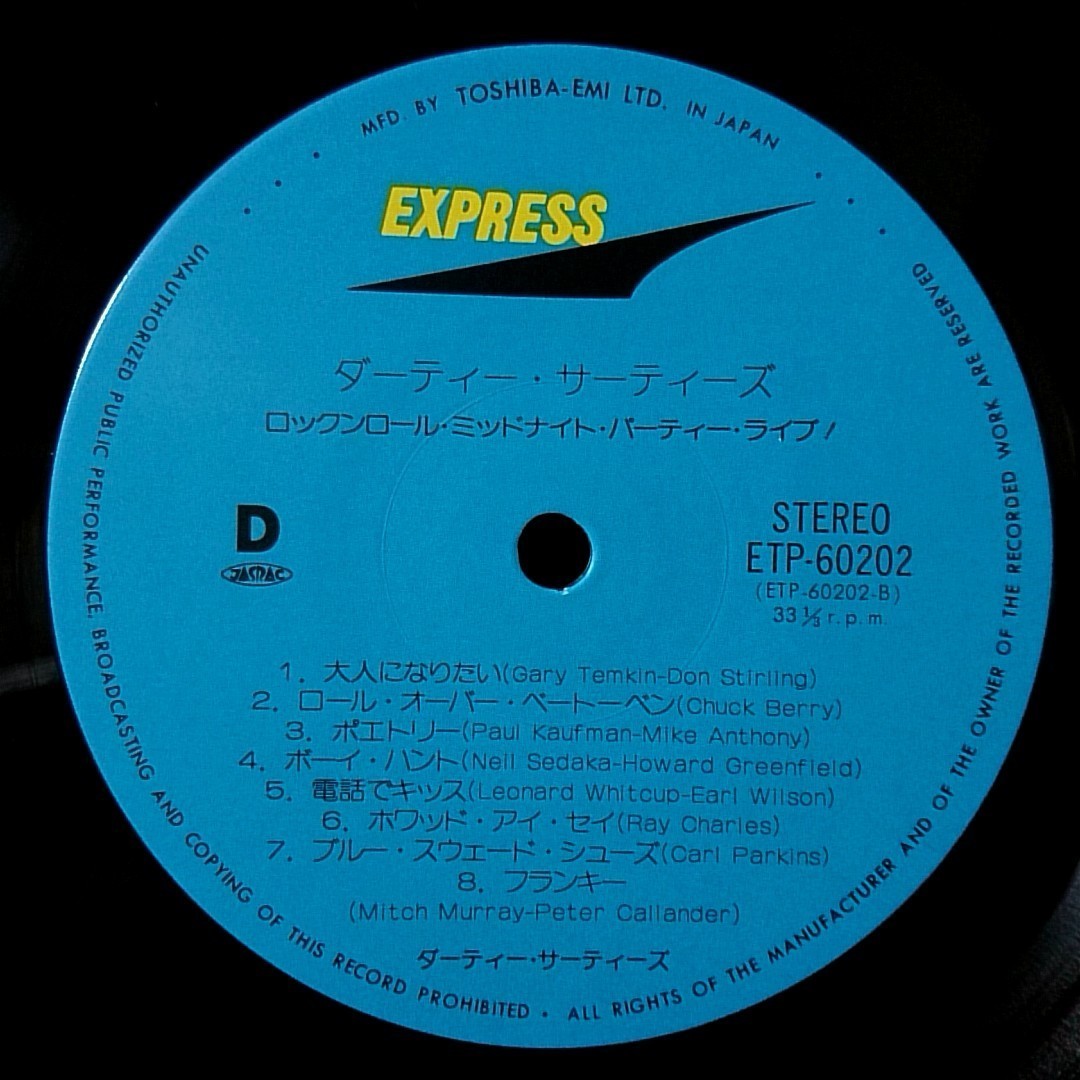 MFD. BY TOSHIBA-EMI LTD. IN JAPAN
EXPRESS
ダーティー・サーティーズ
ロックンロール・ミッドナイト・パーティー・ライブ!
D
JASRAC
STEREO
ETP-60202
(ETP-60202-B)
33 1/3 r.p.m.
1. 大人になりたい(Gary Temkin-Don Stirling)
2. ロール・オーバー・ベートーベン(Chuck Berry)
3. ポエトリー(Paul Kaufman-Mike Anthony)
4. ボーイ・ハント(Neil Sedaka-Howard Greenfield)
5. 電話でキッス(Leonard Whitcup-Earl Wilson)
6. ホワッド・アイ・セイ(Ray Charles)
7. ブルー・スウェード・シューズ(Carl Parkins)
8. フランキー
(Mitch Murray-Peter Callander)
ダーティー・サーティーズ
UNAUTHORIZED PUBLIC PERFORMANCE, BROADCASTING AND COPYING OF THIS RECORD PROHIBITED · ALL RIGHTS OF THE MANUFACTURER AND OF THE OWNER OF THE RECORDED WORK ARE RESERVED